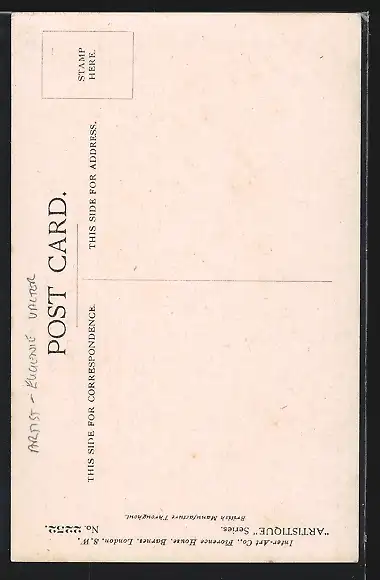 ARTIST - EUGENIE VALTER
POST CARD.
STAMP
HERE.
THIS SIDE FOR CORRESPONDENCE.
THIS SIDE FOR ADDRESS.
Inter-Art Co., Florence House, Barnes, London, S.W.
"ARTISTIQUE" Series.
No. 2252.
British Manufacture Throughout.